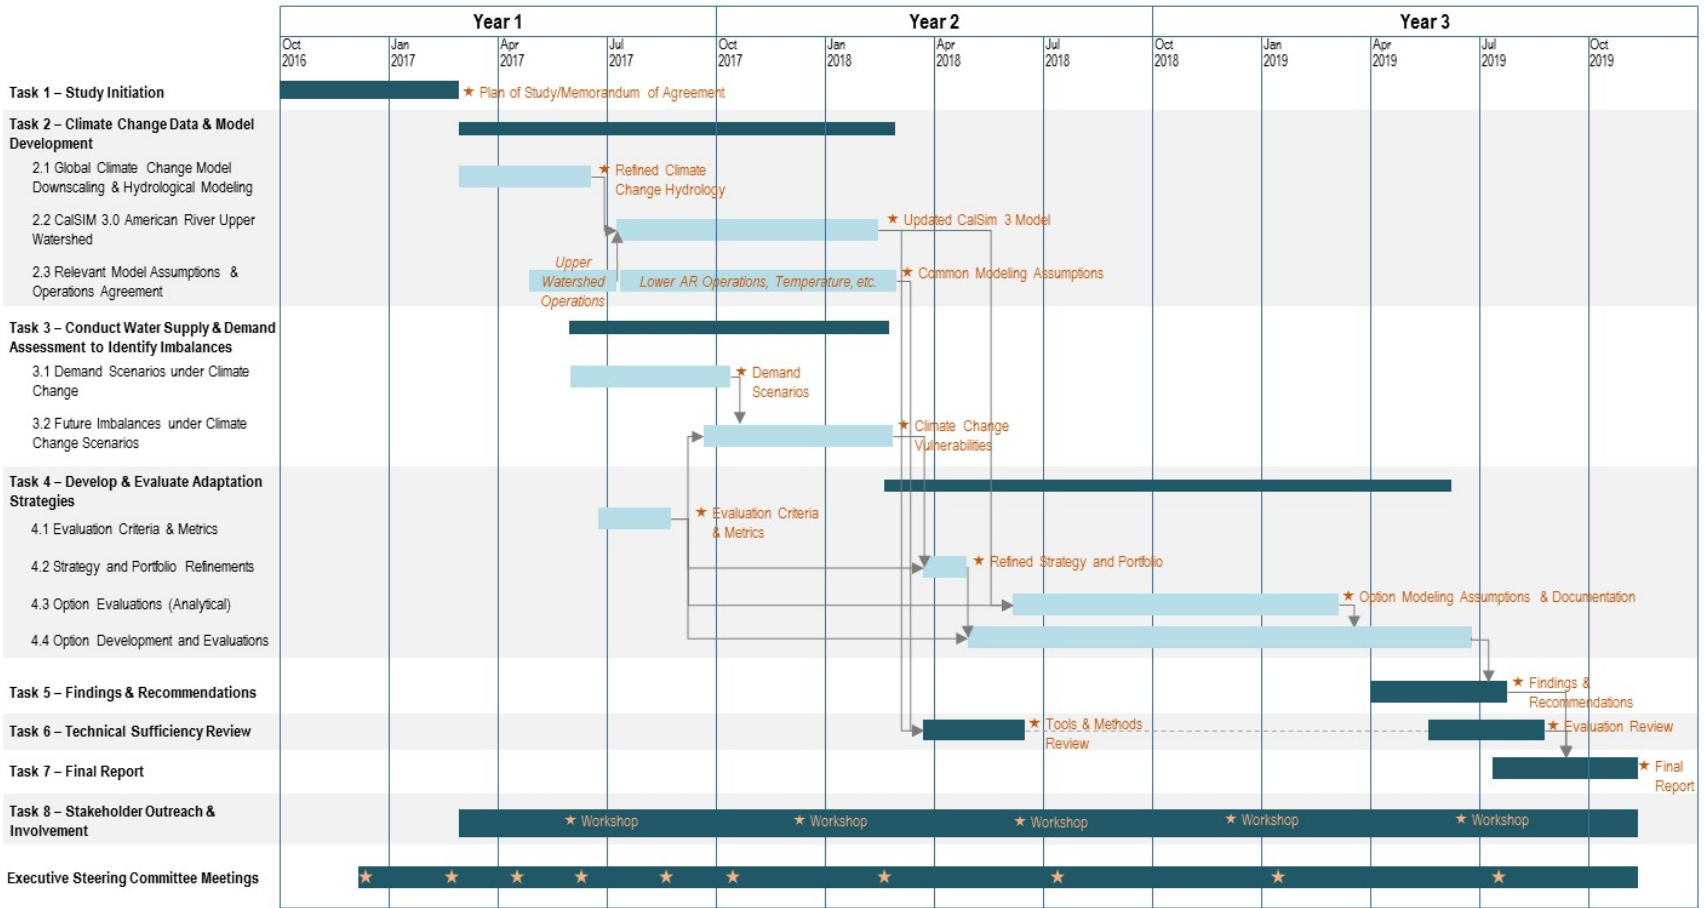 Year 1
Year 2
Year 3
Oct 2016
Jan 2017
Apr 2017
Jul 2017
Oct 2017
Jan 2018
Apr 2018
Jul 2018
Oct 2018
Jan 2019
Apr 2019
Jul 2019
Oct 2019
Task 1 – Study Initiation
Plan of Study/Memorandum of Agreement
Task 2 – Climate Change Data & Model
Development
2.1 Global Climate Change Model
Downscaling & Hydrological Modeling
Refined Climate
Change Hydrology
2.2 CalSIM 3.0 American River Upper
Watershed
Updated CalSim 3 Model
2.3 Relevant Model Assumptions &
Operations Agreement
Upper
Watershed
Operations
Lower AR Operations, Temperature, etc.
Common Modeling Assumptions
Task 3 – Conduct Water Supply & Demand
Assessment to Identify Imbalances
3.1 Demand Scenarios under Climate
Change
Demand
Scenarios
3.2 Future Imbalances under Climate
Change Scenarios
Climate Change
Vulnerabilities
Task 4 – Develop & Evaluate Adaptation
Strategies
4.1 Evaluation Criteria & Metrics
Evaluation Criteria
& Metrics
4.2 Strategy and Portfolio Refinements
Refined Strategy and Portfolio
4.3 Option Evaluations (Analytical)
Option Modeling Assumptions & Documentation
4.4 Option Development and Evaluations
Task 5 – Findings & Recommendations
Findings &
Recommendations
Task 6 – Technical Sufficiency Review
Tools & Methods
Review
Evaluation Review
Task 7 – Final Report
Final
Report
Task 8 – Stakeholder Outreach &
Involvement
Workshop
Workshop
Workshop
Workshop
Workshop
Executive Steering Committee Meetings